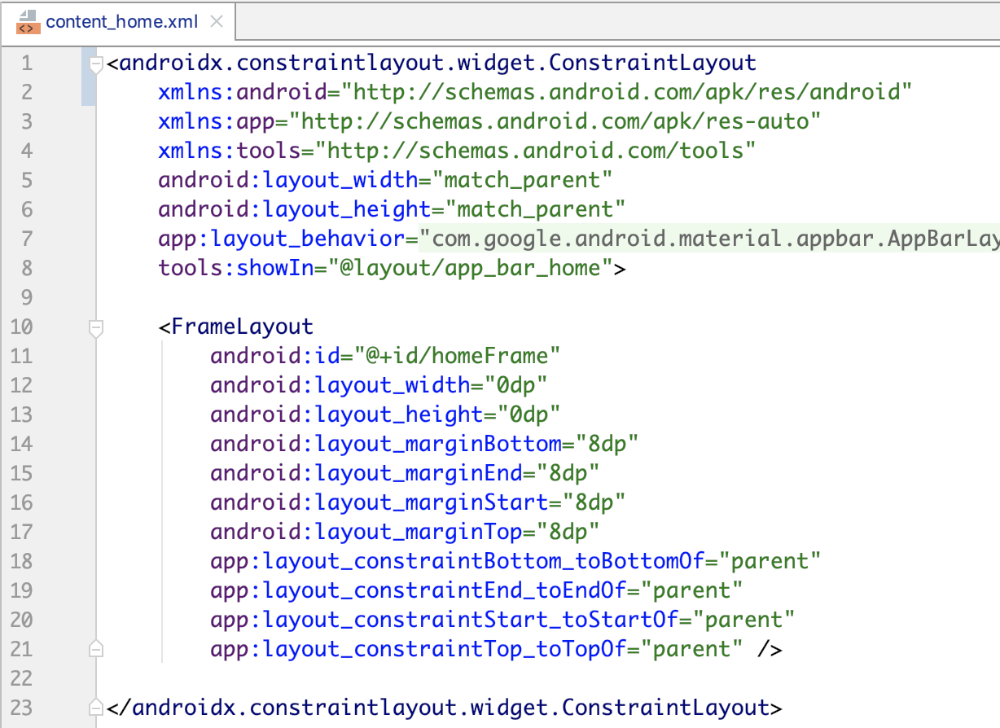 content_home.xml
1 <androidx.constraintlayout.widget.ConstraintLayout
2 xmlns:android="http://schemas.android.com/apk/res/android"
3 xmlns:app="http://schemas.android.com/apk/res-auto"
4 xmlns:tools="http://schemas.android.com/tools"
5 android:layout_width="match_parent"
6 android:layout_height="match_parent"
7 app:layout_behavior="com.google.android.material.appbar.AppBarLay
8 tools:showIn="@layout/app_bar_home">
9
10 <FrameLayout
11 android:id="@+id/homeFrame"
12 android:layout_width="0dp"
13 android:layout_height="0dp"
14 android:layout_marginBottom="8dp"
15 android:layout_marginEnd="8dp"
16 android:layout_marginStart="8dp"
17 android:layout_marginTop="8dp"
18 app:layout_constraintBottom_toBottomOf="parent"
19 app:layout_constraintEnd_toEndOf="parent"
20 app:layout_constraintStart_toStartOf="parent"
21 app:layout_constraintTop_toTopOf="parent" />
22
23 </androidx.constraintlayout.widget.ConstraintLayout>